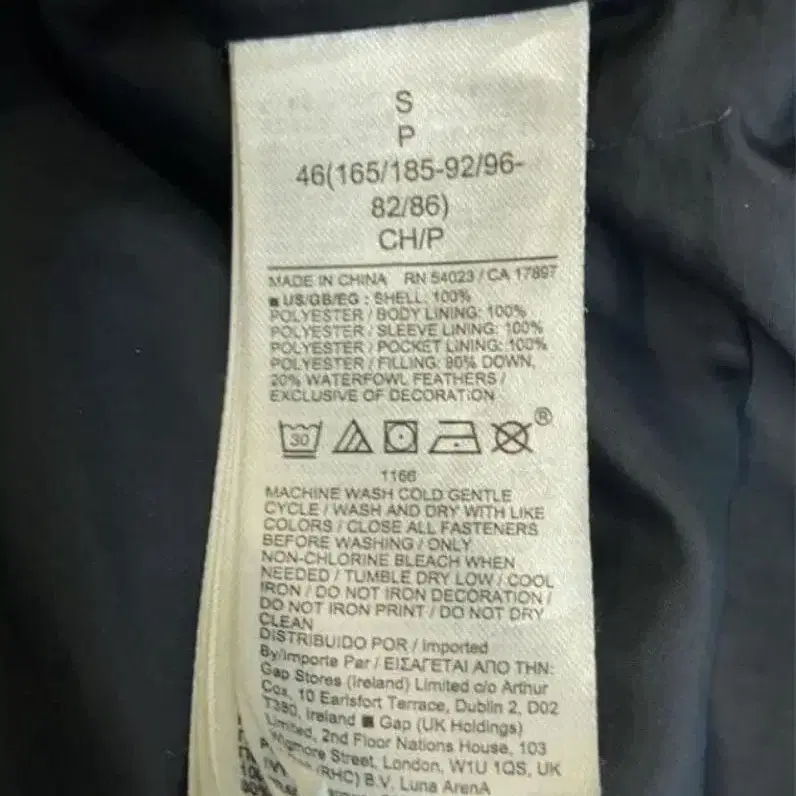 S
P
46(165/185-92/96-
82/86)
CH/P
MADE IN CHINA RN 54023 / CA 17897
■ US/GB/EG : SHELL: 100%
POLYESTER / BODY LINING: 100%
POLYESTER / SLEEVE LINING: 100%
POLYESTER / POCKET LINING: 100%
POLYESTER / FILLING: 80% DOWN,
20% WATERFOWL FEATHERS /
EXCLUSIVE OF DECORATION
30 ®
1166
MACHINE WASH COLD GENTLE
CYCLE / WASH AND DRY WITH LIKE
COLORS / CLOSE ALL FASTENERS
BEFORE WASHING / ONLY
NON-CHLORINE BLEACH WHEN
NEEDED / TUMBLE DRY LOW / COOL
IRON / DO NOT IRON DECORATION /
DO NOT IRON PRINT / DO NOT DRY
CLEAN
DISTRIBUIDO POR / Imported
By/Importe Par / ΕΙΣΑΓΕΤΑΙ ΑΠΟ ΤΗΝ:
Gap Stores (Ireland) Limited c/o Arthur
Cox, 10 Earlsfort Terrace, Dublin 2, D02
T380, Ireland ■ Gap (UK Holdings)
Limited, 2nd Floor Nations House, 103
Wigmore Street, London, W1U 1QS, UK
(RHC) B.V. Luna ArenA